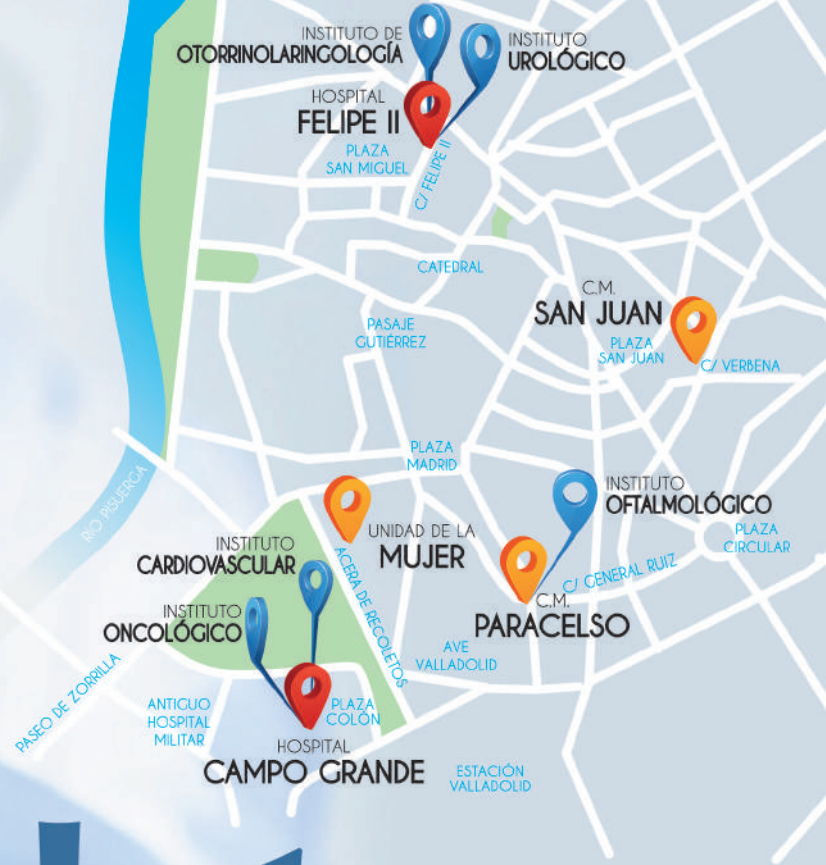 INSTITUTO DE
OTORRINOLARINGOLOGÍA
INSTITUTO
UROLÓGICO
HOSPITAL
FELIPE II
PLAZA
SAN MIGUEL
C/ FELIPE II
CATEDRAL
C.M.
SAN JUAN
PASAJE
GUTIÉRREZ
PLAZA
SAN JUAN
C/ VERBENA
PLAZA
MADRID
RÍO PISUERGA
INSTITUTO
OFTALMOLÓGICO
PLAZA
CIRCULAR
UNIDAD DE LA
MUJER
INSTITUTO
CARDIOVASCULAR
ACERA DE RECOLETOS
C/ GENERAL RUIZ
C.M.
PARACELSO
INSTITUTO
ONCOLÓGICO
AVE
VALLADOLID
PASEO DE ZORRILLA
ANTIGUO
HOSPITAL
MILITAR
PLAZA
COLÓN
HOSPITAL
CAMPO GRANDE
ESTACIÓN
VALLADOLID